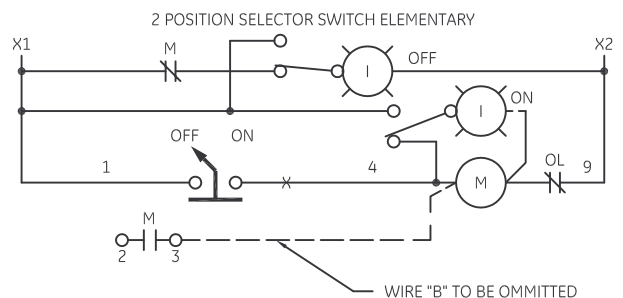 2 POSITION SELECTOR SWITCH ELEMENTARY
X1
M
X2
I
OFF
I
ON
OFF
ON
1
X
4
M
OL
9
M
2
3
WIRE "B" TO BE OMMITTED